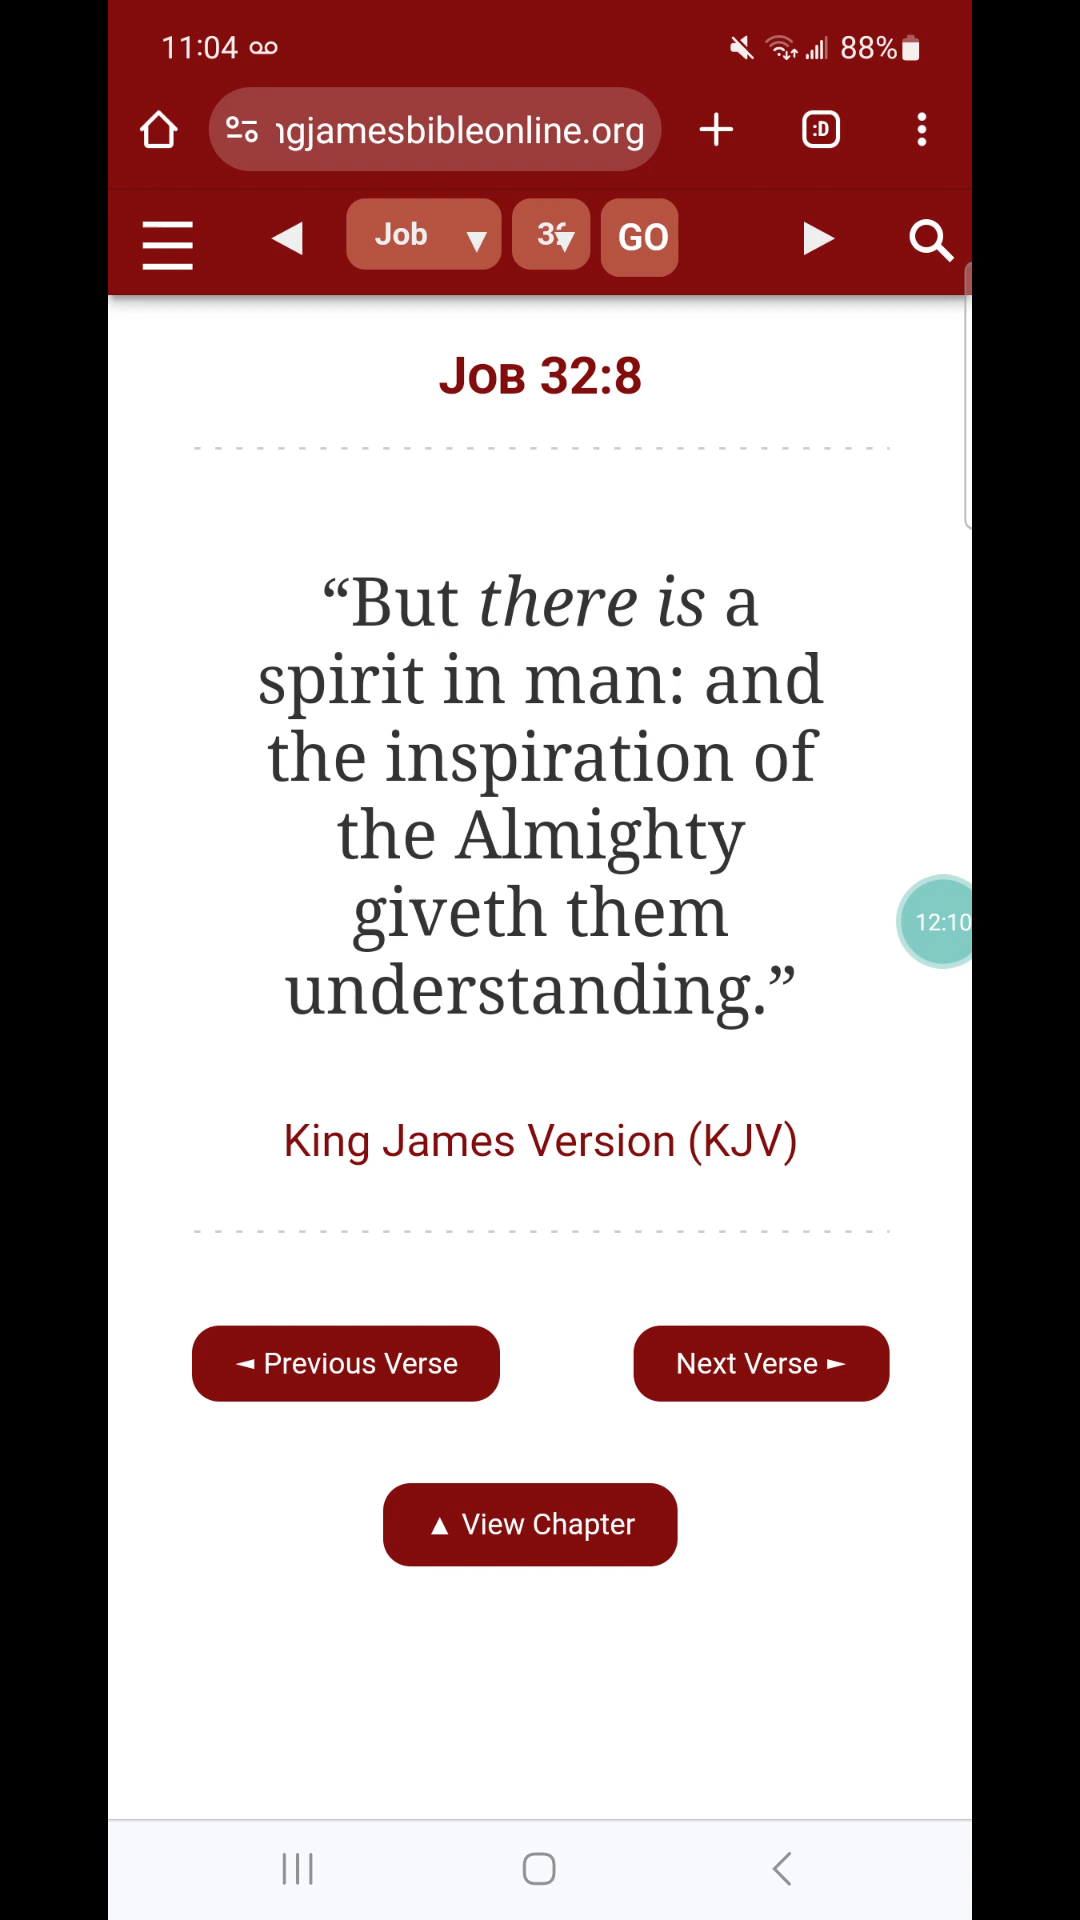 11:04
88%
ngjamesbibleonline.org
:D
Job
GO
Job 32:8
“But there is a
spirit in man: and
the inspiration of
the Almighty
giveth them
understanding.”
12:10
King James Version (KJV)
◄ Previous Verse
Next Verse ►
▲ View Chapter